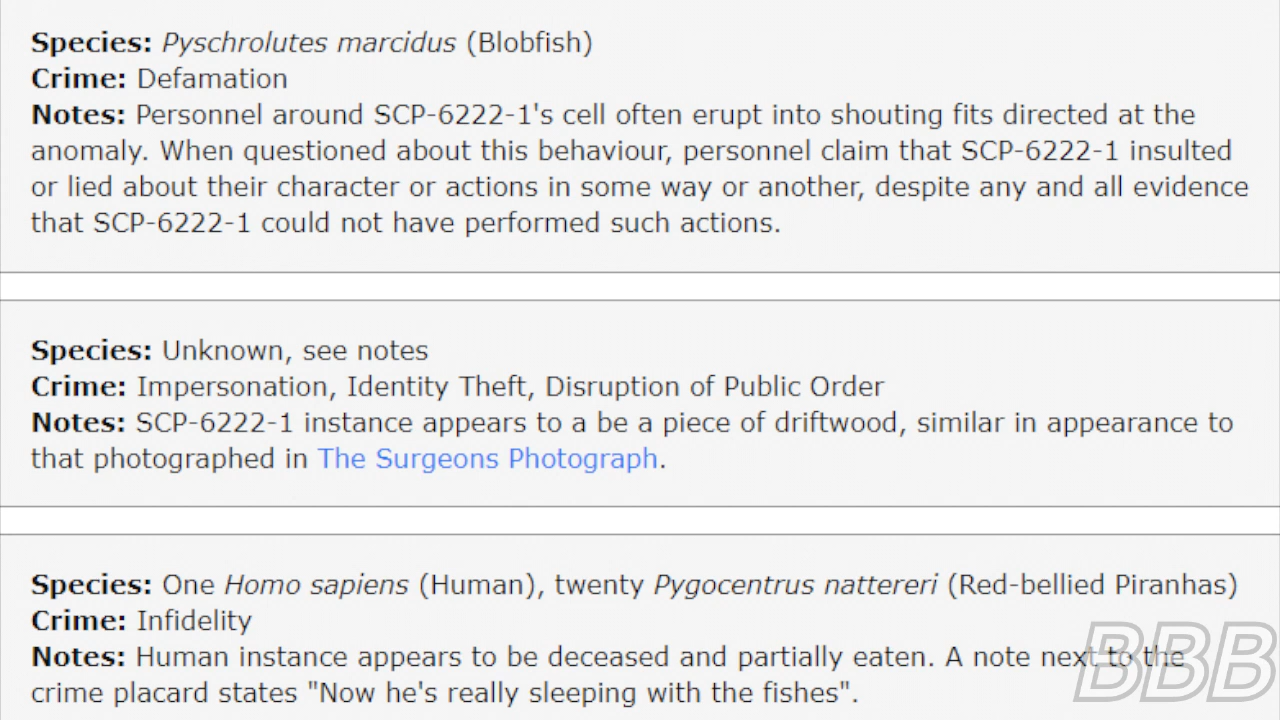 Species: Pyschrolutes marcidus (Blobfish)
Crime: Defamation
Notes: Personnel around SCP-6222-1's cell often erupt into shouting fits directed at the
anomaly. When questioned about this behaviour, personnel claim that SCP-6222-1 insulted
or lied about their character or actions in some way or another, despite any and all evidence
that SCP-6222-1 could not have performed such actions.
Species: Unknown, see notes
Crime: Impersonation, Identity Theft, Disruption of Public Order
Notes: SCP-6222-1 instance appears to a be a piece of driftwood, similar in appearance to
that photographed in The Surgeons Photograph.
Species: One Homo sapiens (Human), twenty Pygocentrus nattereri (Red-bellied Piranhas)
Crime: Infidelity
Notes: Human instance appears to be deceased and partially eaten. A note next to the
crime placard states "Now he's really sleeping with the fishes".
BBB